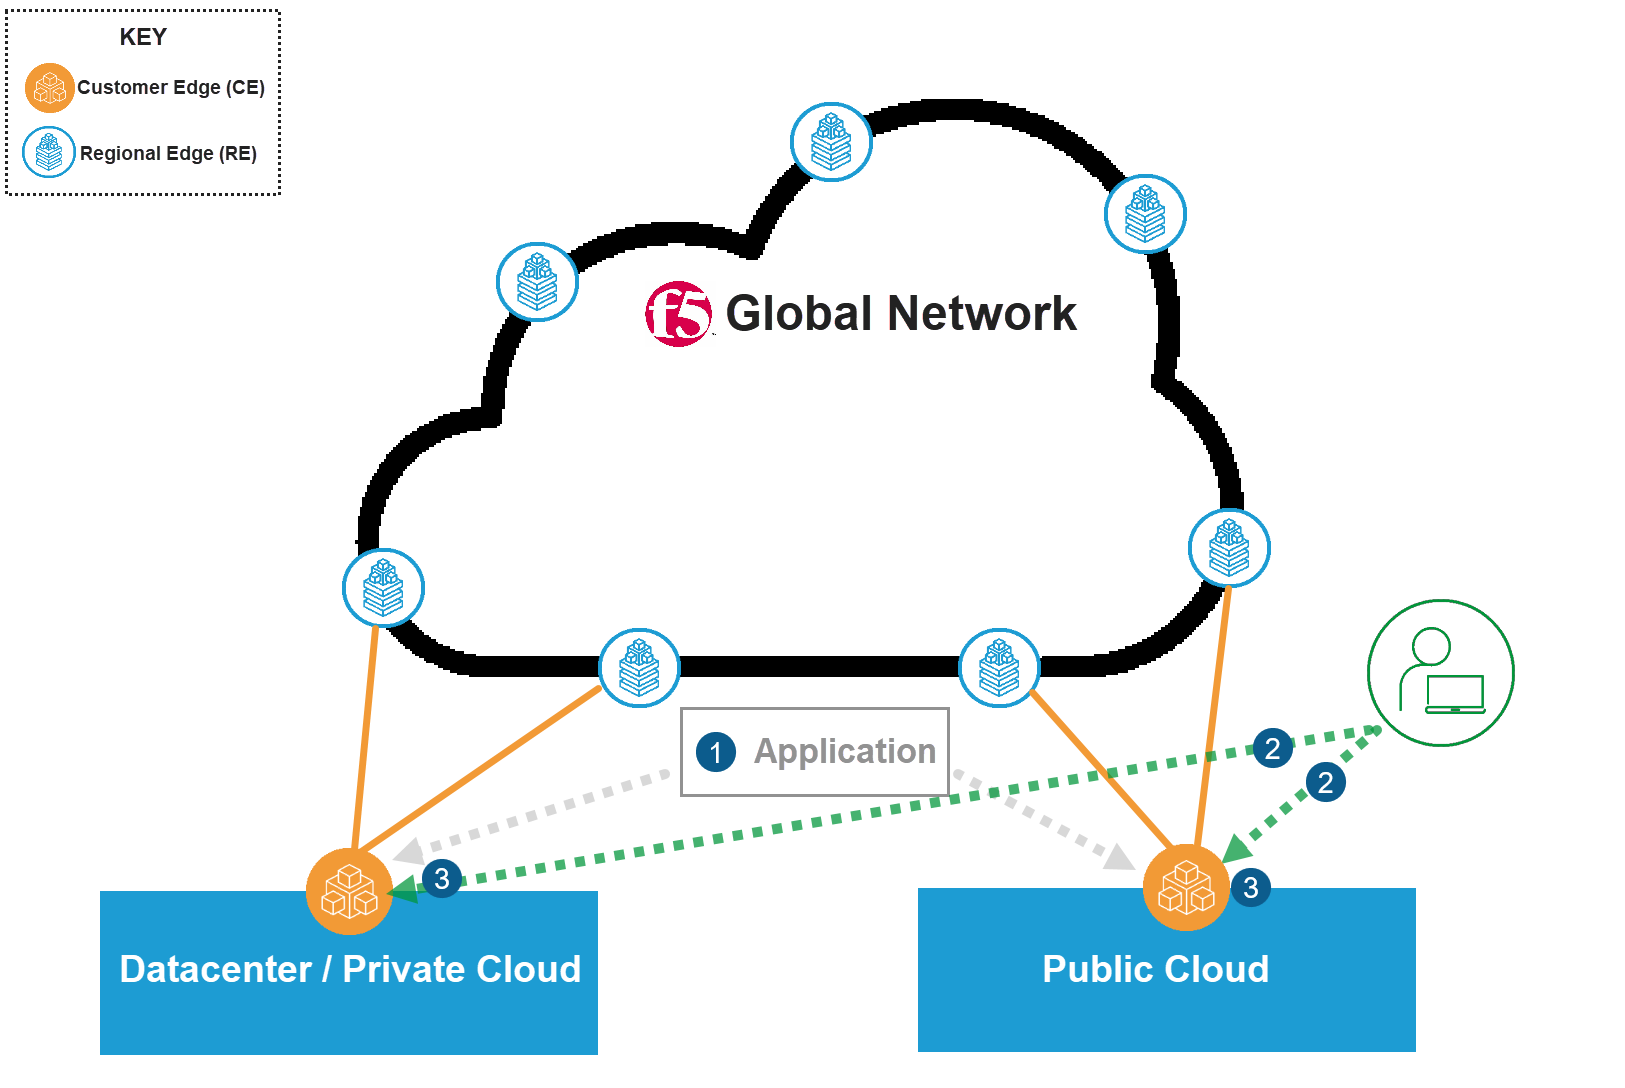 KEY
Customer Edge (CE)
Regional Edge (RE)
f5 Global Network
1 Application
2
2
3
3
Datacenter / Private Cloud
Public Cloud